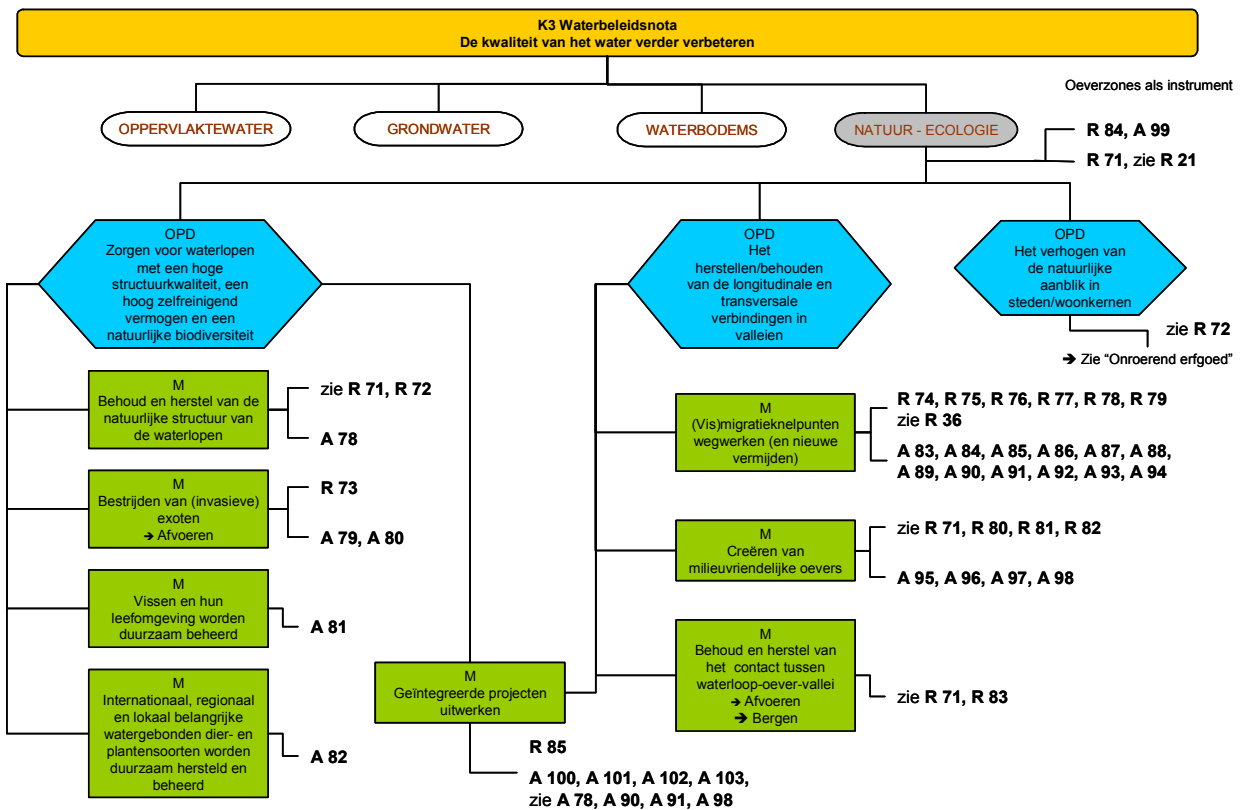 K3 Waterbeleidsnota
De kwaliteit van het water verder verbeteren
Oeverzones als instrument
OPPERVLAKTEWATER
GRONDWATER
WATERBODEMS
NATUUR - ECOLOGIE
R 84, A 99
R 71, zie R 21
OPD
Zorgen voor waterlopen
met een hoge
structuurkwaliteit, een
hoog zelfreinigend
vermogen en een
natuurlijke biodiversiteit
OPD
Het
herstellen/behouden
van de longitudinale en
transversale
verbindingen in
valleien
OPD
Het verhogen van
de natuurlijke
aanblik in
steden/woonkernen
zie R 72
➔ Zie “Onroerend erfgoed”
M
Behoud en herstel van de
natuurlijke structuur van
de waterlopen
zie R 71, R 72
A 78
M
Bestrijden van (invasieve)
exoten
➔ Afvoeren
R 73
A 79, A 80
M
Vissen en hun
leefomgeving worden
duurzaam beheerd
A 81
M
Internationaal, regionaal
en lokaal belangrijke
watergebonden dier- en
plantensoorten worden
duurzaam hersteld en
beheerd
A 82
M
Geïntegreerde projecten
uitwerken
R 85
A 100, A 101, A 102, A 103,
zie A 78, A 90, A 91, A 98
M
(Vis)migratieknelpunten
wegwerken (en nieuwe
vermijden)
R 74, R 75, R 76, R 77, R 78, R 79
zie R 36
A 83, A 84, A 85, A 86, A 87, A 88,
A 89, A 90, A 91, A 92, A 93, A 94
M
Creëren van
milieuvriendelijke oevers
zie R 71, R 80, R 81, R 82
A 95, A 96, A 97, A 98
M
Behoud en herstel van
het contact tussen
waterloop-oever-vallei
➔ Afvoeren
➔ Bergen
zie R 71, R 83